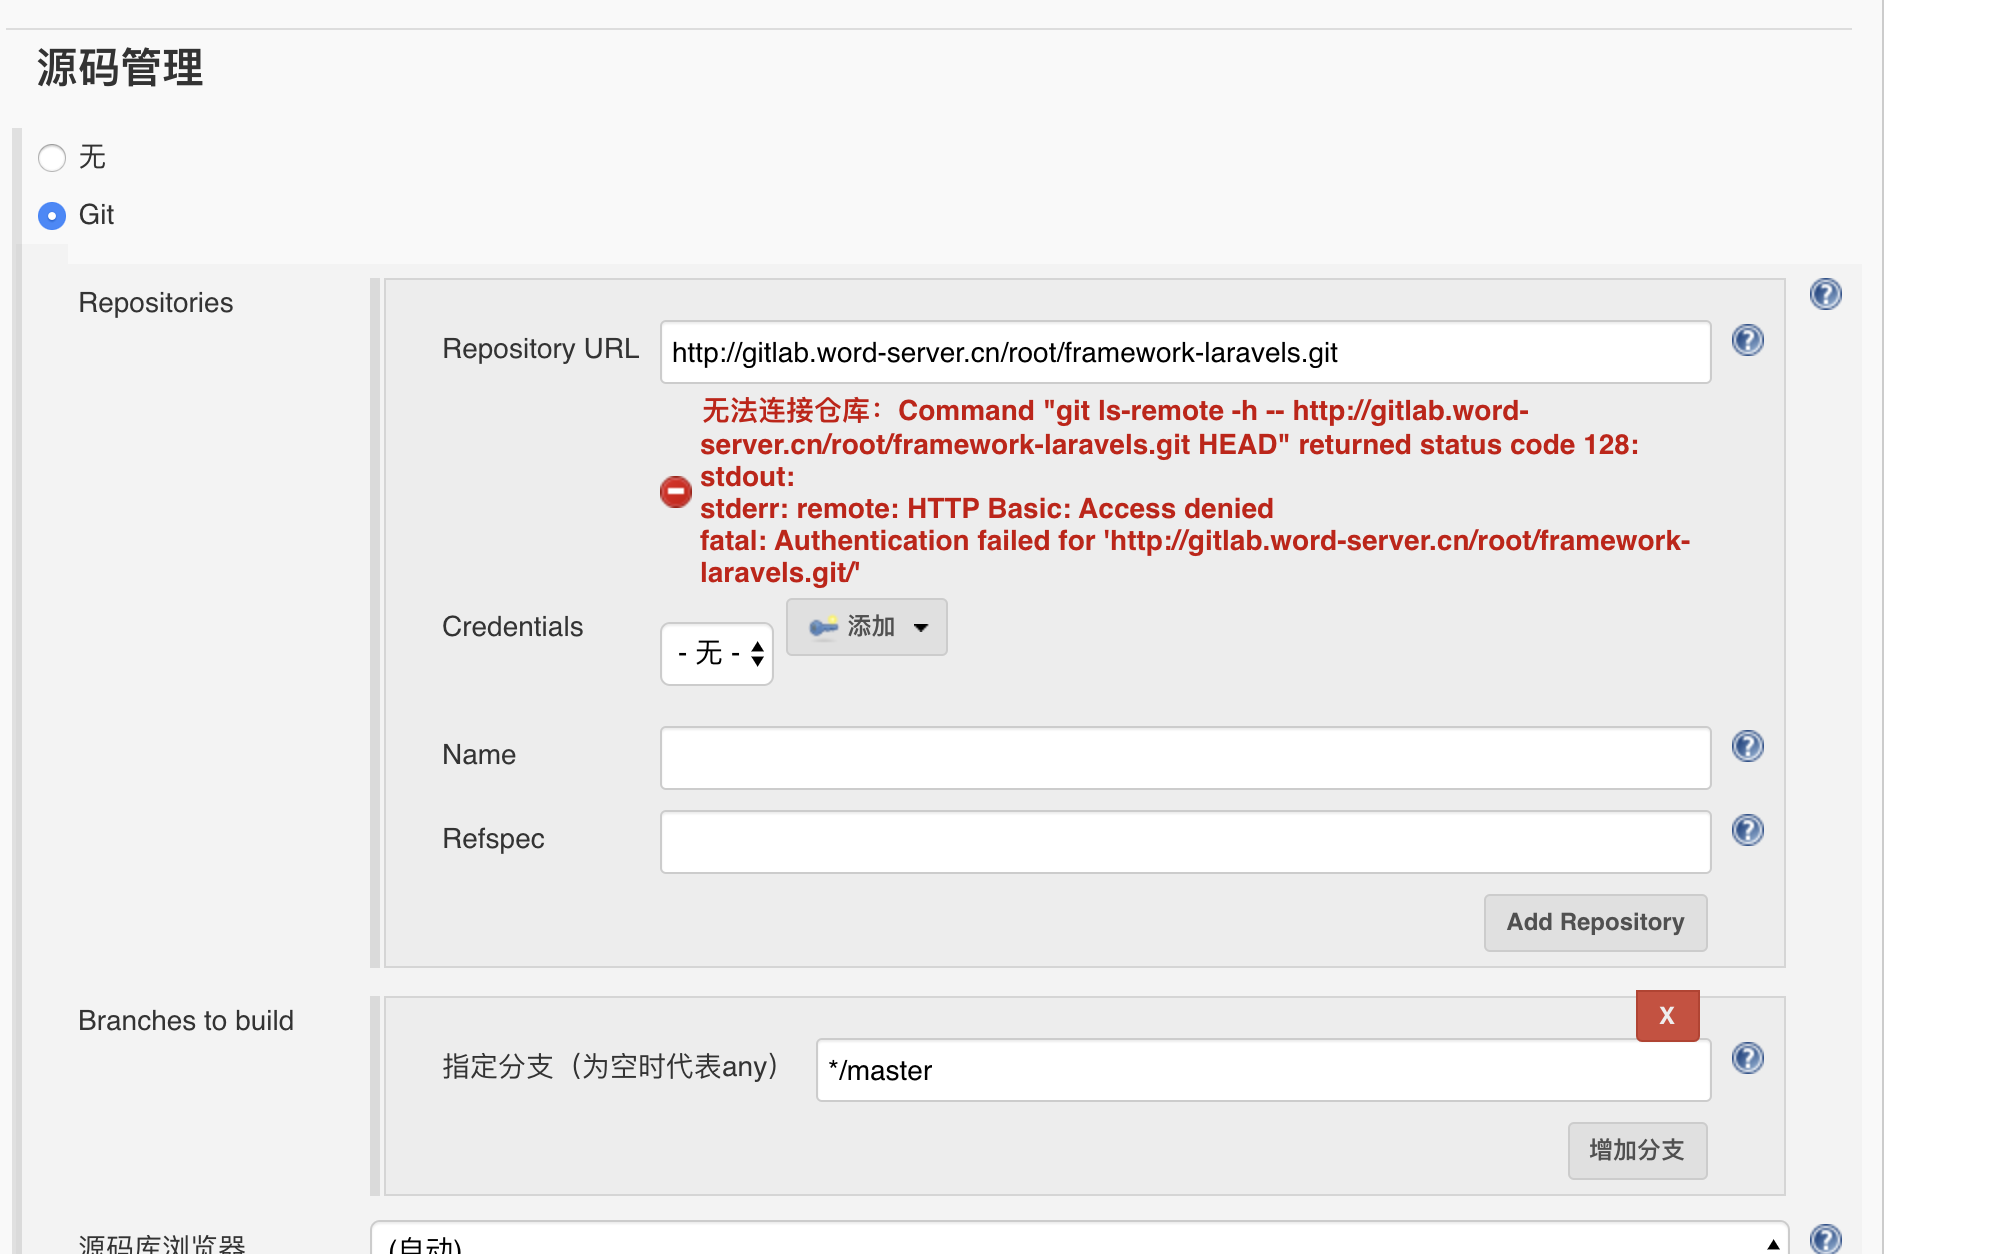 源码管理
无
Git
Repositories
Repository URL
http://gitlab.word-server.cn/root/framework-laravels.git
无法连接仓库：Command "git ls-remote -h -- http://gitlab.word-
server.cn/root/framework-laravels.git HEAD" returned status code 128:
stdout:
stderr: remote: HTTP Basic: Access denied
fatal: Authentication failed for 'http://gitlab.word-server.cn/root/framework-
laravels.git/'
Credentials
- 无 -
添加
Name
Refspec
Add Repository
Branches to build
X
指定分支（为空时代表any）
*/master
增加分支
源码库浏览器
(自动)